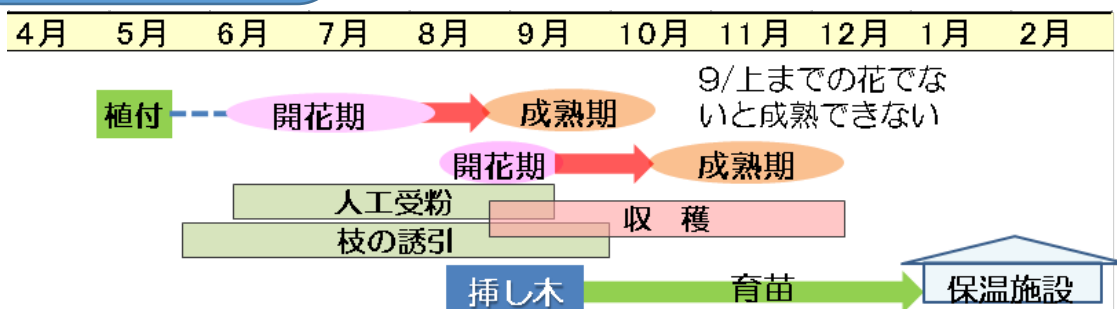 4月 5月 6月 7月 8月 9月 10月 11月 12月 1月 2月
9/上までの花でな
いと成熟できない
植付
開花期
成熟期
開花期
成熟期
人工受粉
収 穫
枝の誘引
挿し木
育苗
保温施設